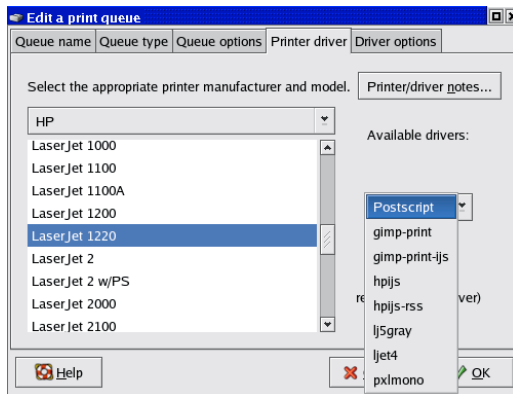 Edit a print queue
Queue name Queue type Queue options Printer driver Driver options
Select the appropriate printer manufacturer and model. Printer/driver notes...
HP
Available drivers:
LaserJet 1000
LaserJet 1100
LaserJet 1100A
LaserJet 1200
LaserJet 1220
LaserJet 2
LaserJet 2 w/PS
LaserJet 2000
LaserJet 2100
Postscript
gimp-print
gimp-print-ijs
hpijs
hpijs-rss
lj5gray
ljet4
pxlmono
Help
OK